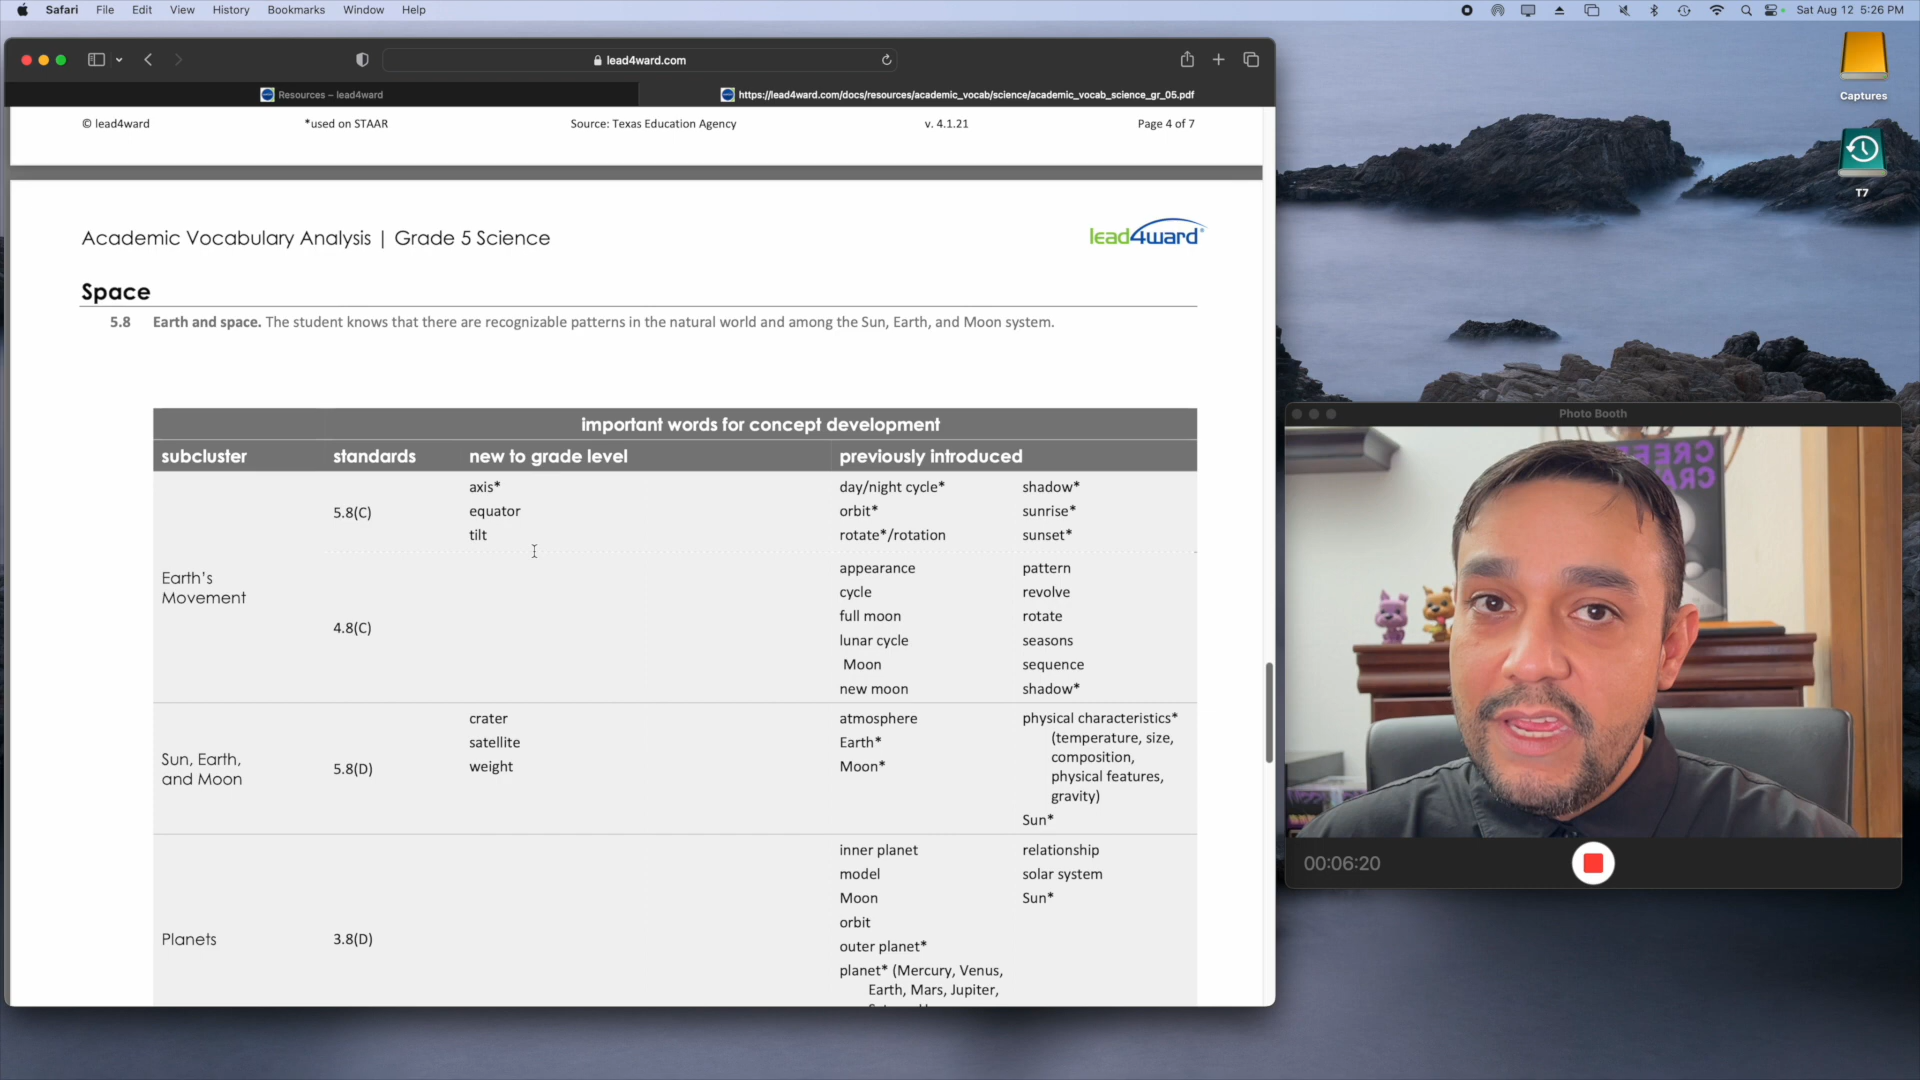 Safari File Edit View History Bookmarks Window Help
Sat Aug 12 5:26 PM
lead4ward.com
Resources – lead4ward
https://lead4ward.com/docs/resources/academic_vocab/science/academic_vocab_science_gr_05.pdf
© lead4ward *used on STAAR Source: Texas Education Agency v. 4.1.21 Page 4 of 7
Academic Vocabulary Analysis | Grade 5 Science
lead4ward®
Space
5.8 Earth and space. The student knows that there are recognizable patterns in the natural world and among the Sun, Earth, and Moon system.
important words for concept development
subcluster standards new to grade level previously introduced
Earth's
Movement
5.8(C)
axis*
equator
tilt
day/night cycle*
orbit*
rotate*/rotation
shadow*
sunrise*
sunset*
4.8(C)
appearance
cycle
full moon
lunar cycle
Moon
new moon
pattern
revolve
rotate
seasons
sequence
shadow*
Sun, Earth,
and Moon
5.8(D)
crater
satellite
weight
atmosphere
Earth*
Moon*
physical characteristics*
(temperature, size,
composition,
physical features,
gravity)
Sun*
Planets
3.8(D)
inner planet
model
Moon
orbit
outer planet*
planet* (Mercury, Venus,
Earth, Mars, Jupiter,
relationship
solar system
Sun*
Captures
T7
Photo Booth
00:06:20